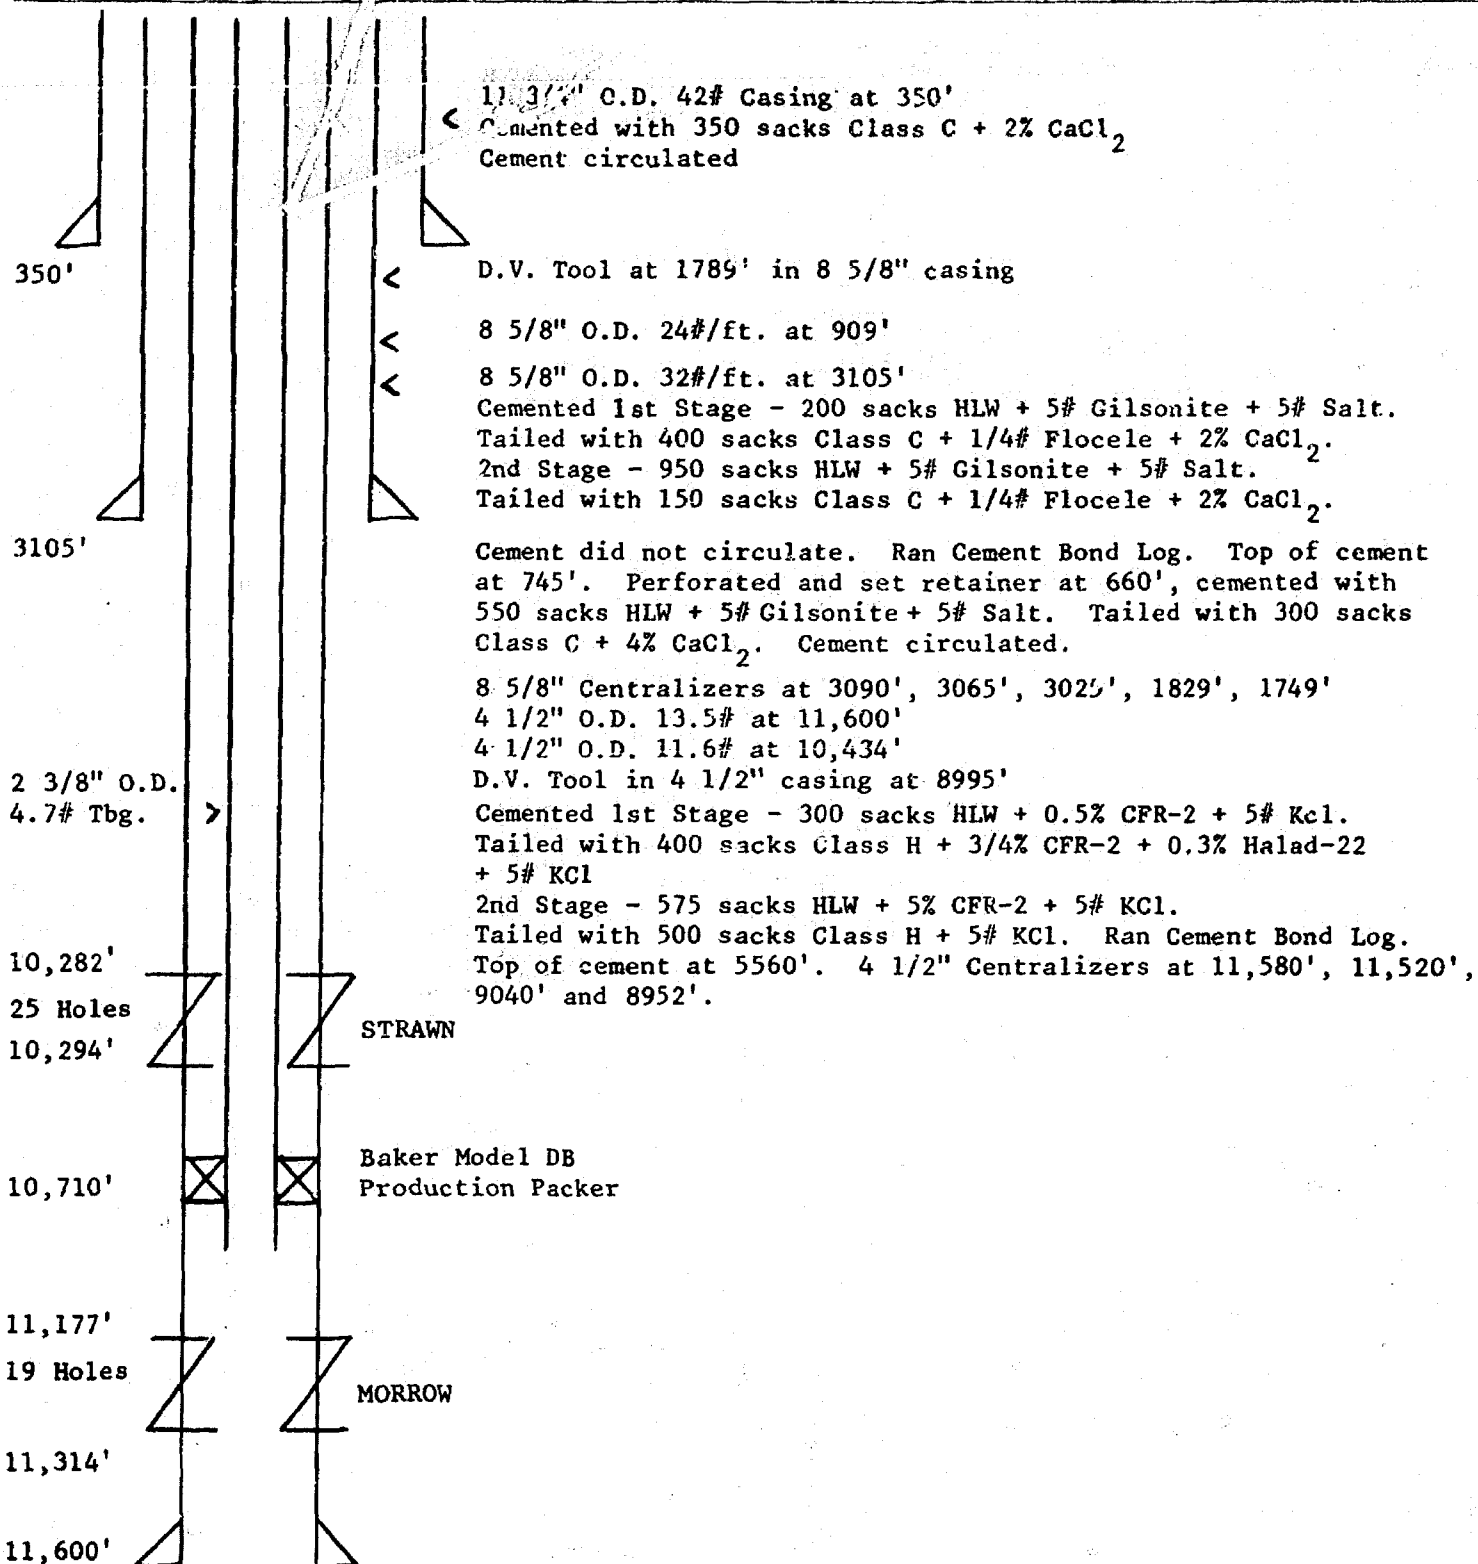 11 3/4" O.D. 42# Casing at 350'
Cemented with 350 sacks Class C + 2% CaCl2
Cement circulated
350'
D.V. Tool at 1789' in 8 5/8" casing
8 5/8" O.D. 24#/ft. at 909'
8 5/8" O.D. 32#/ft. at 3105'
Cemented 1st Stage - 200 sacks HLW + 5# Gilsonite + 5# Salt.
Tailed with 400 sacks Class C + 1/4# Flocele + 2% CaCl2.
2nd Stage - 950 sacks HLW + 5# Gilsonite + 5# Salt.
Tailed with 150 sacks Class C + 1/4# Flocele + 2% CaCl2.
3105'
Cement did not circulate. Ran Cement Bond Log. Top of cement
at 745'. Perforated and set retainer at 660', cemented with
550 sacks HLW + 5# Gilsonite + 5# Salt. Tailed with 300 sacks
Class C + 4% CaCl2. Cement circulated.
8 5/8" Centralizers at 3090', 3065', 3025', 1829', 1749'
4 1/2" O.D. 13.5# at 11,600'
4 1/2" O.D. 11.6# at 10,434'
D.V. Tool in 4 1/2" casing at 8995'
2 3/8" O.D.
4.7# Tbg.
Cemented 1st Stage - 300 sacks HLW + 0.5% CFR-2 + 5# Kcl.
Tailed with 400 sacks Class H + 3/4% CFR-2 + 0.3% Halad-22
+ 5# KCl
2nd Stage - 575 sacks HLW + 5% CFR-2 + 5# KCl.
Tailed with 500 sacks Class H + 5# KCl. Ran Cement Bond Log.
Top of cement at 5560'. 4 1/2" Centralizers at 11,580', 11,520',
9040' and 8952'.
10,282'
25 Holes
10,294'
STRAWN
10,710'
Baker Model DB
Production Packer
11,177'
19 Holes
MORROW
11,314'
11,600'